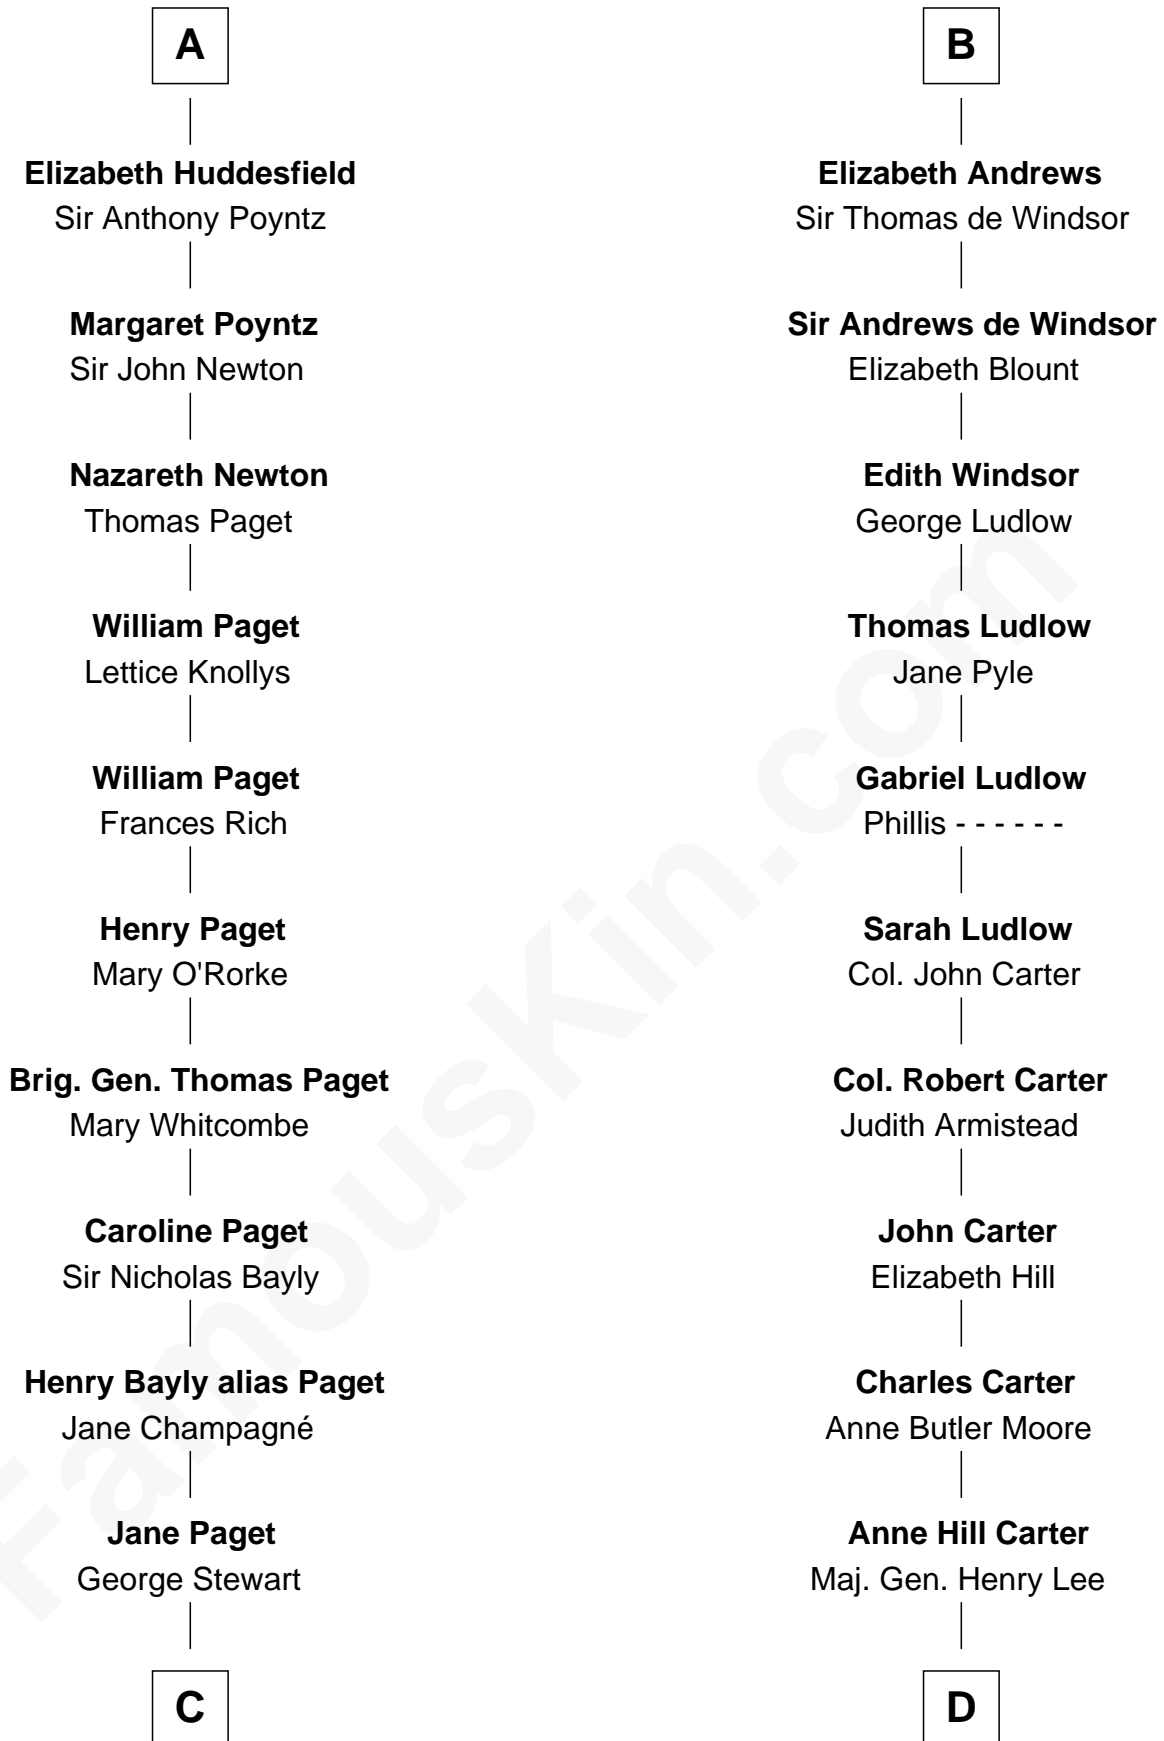 A
Elizabeth Huddesfield
Sir Anthony Poyntz
Margaret Poyntz
Sir John Newton
Nazareth Newton
Thomas Paget
William Paget
Lettice Knollys
William Paget
Frances Rich
Henry Paget
Mary O'Rorke
Brig. Gen. Thomas Paget
Mary Whitcombe
Caroline Paget
Sir Nicholas Bayly
Henry Bayly alias Paget
Jane Champagné
Jane Paget
George Stewart
C
B
Elizabeth Andrews
Sir Thomas de Windsor
Sir Andrews de Windsor
Elizabeth Blount
Edith Windsor
George Ludlow
Thomas Ludlow
Jane Pyle
Gabriel Ludlow
Phillis - - - - - -
Sarah Ludlow
Col. John Carter
Col. Robert Carter
Judith Armistead
John Carter
Elizabeth Hill
Charles Carter
Anne Butler Moore
Anne Hill Carter
Maj. Gen. Henry Lee
D
FamousKin.com